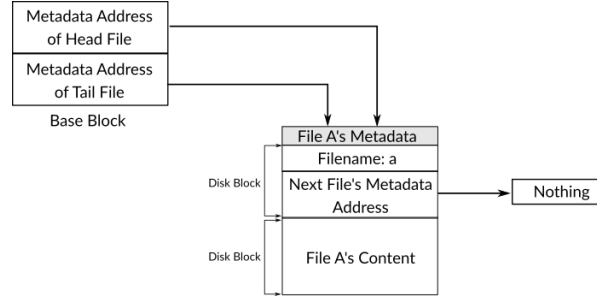 Metadata Address
of Head File
Metadata Address
of Tail File
Base Block
File A's Metadata
Filename: a
Disk Block
Next File's Metadata
Address
Nothing
Disk Block
File A's Content